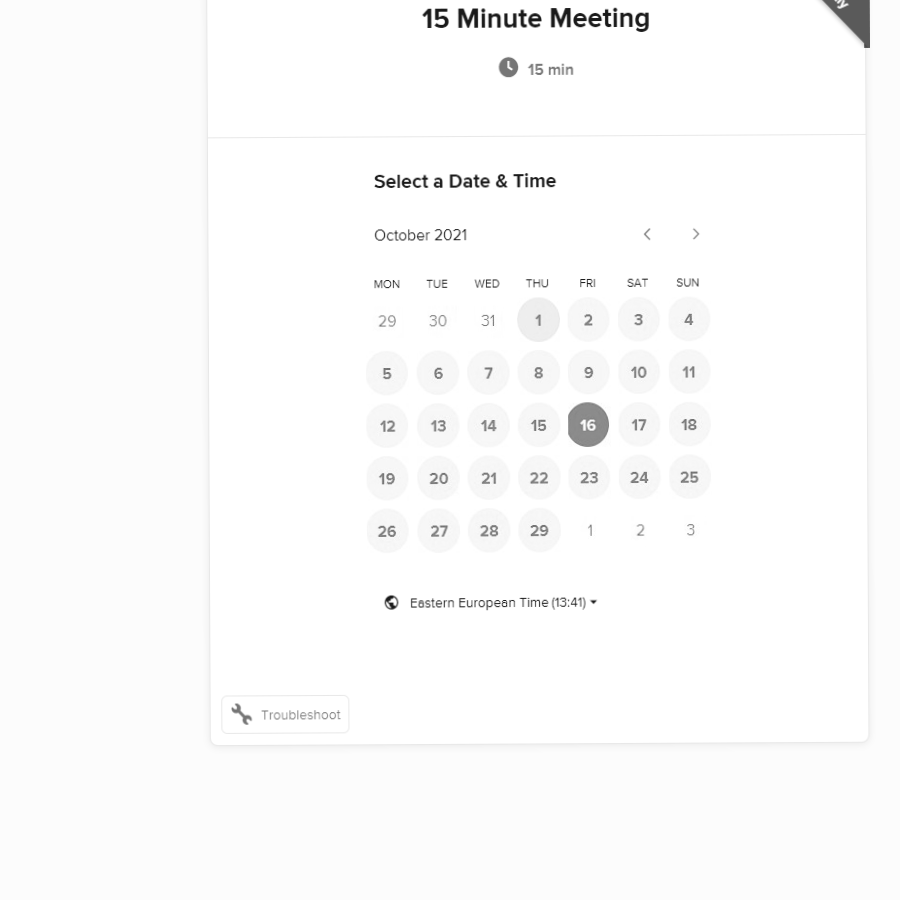 15 Minute Meeting
15 min
Select a Date & Time
October 2021
MON TUE WED THU FRI SAT SUN
29 30 31 1 2 3 4
5 6 7 8 9 10 11
12 13 14 15 16 17 18
19 20 21 22 23 24 25
26 27 28 29 1 2 3
Eastern European Time (13:41)
Troubleshoot